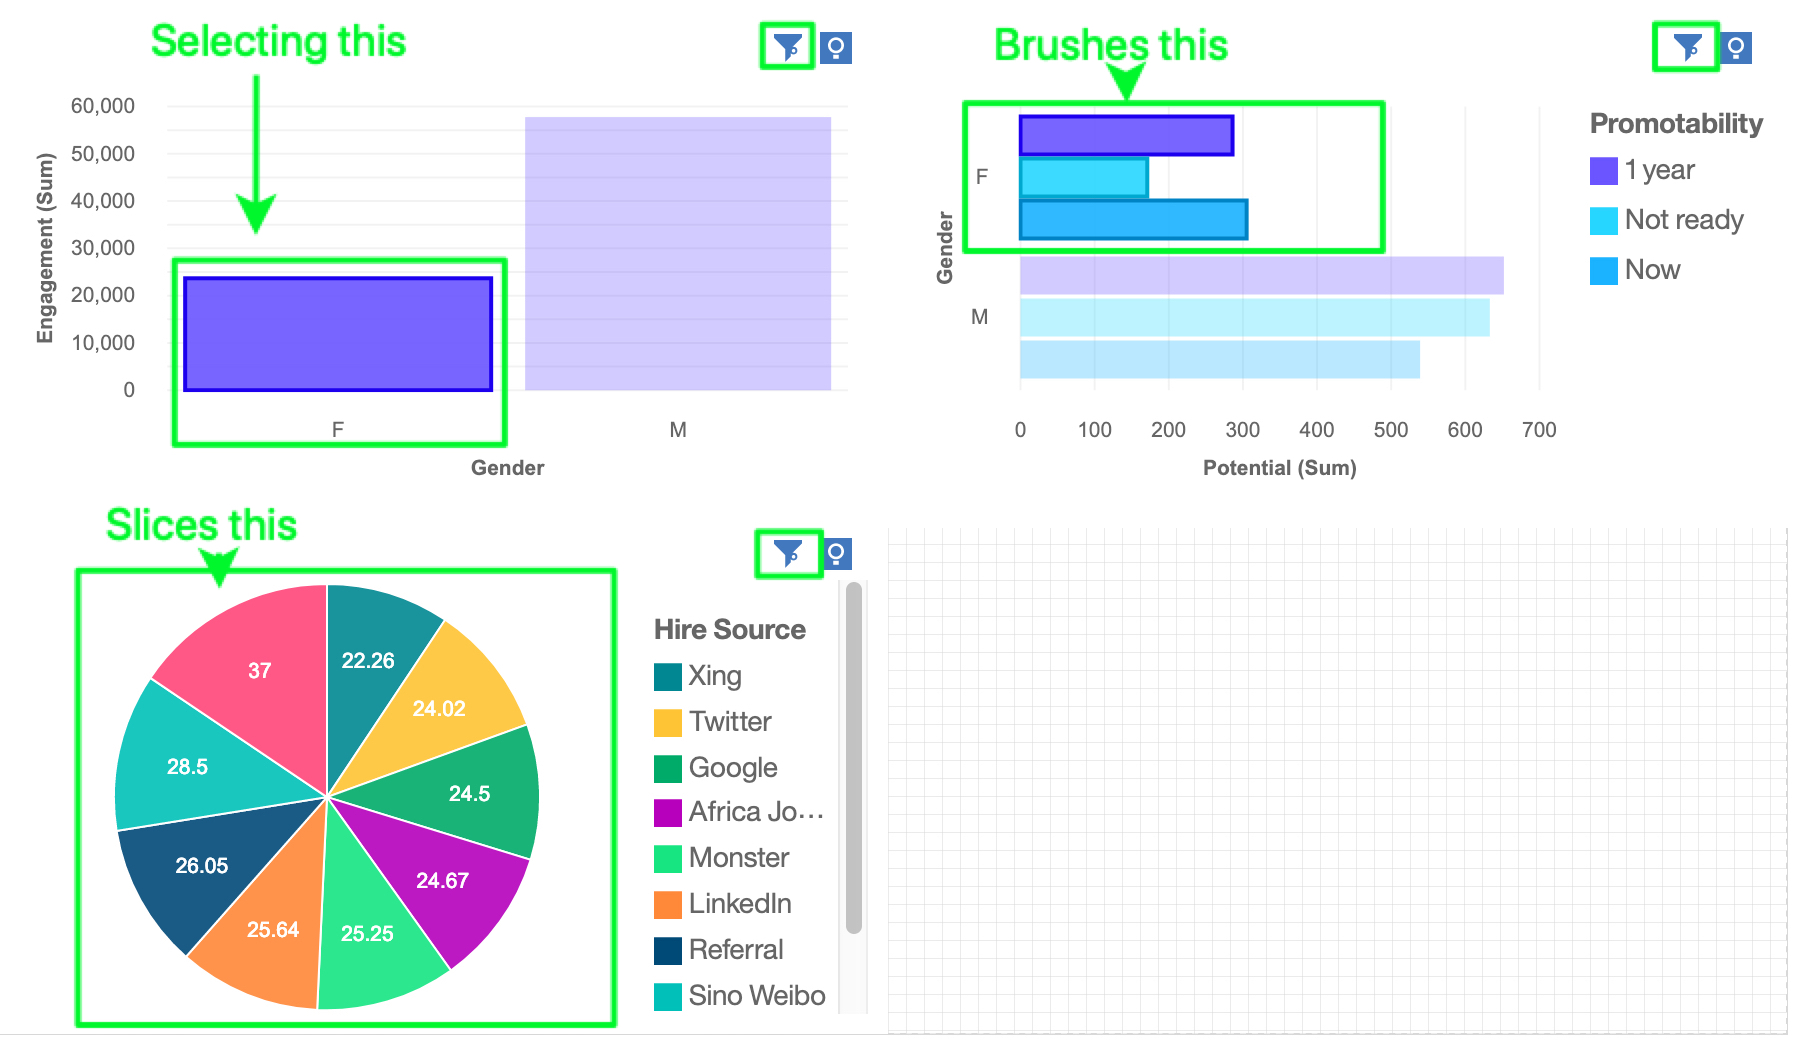 Selecting this
60,000
50,000
40,000
30,000
20,000
10,000
0
Engagement (Sum)
F
M
Gender
Brushes this
F
M
Gender
0 100 200 300 400 500 600 700
Potential (Sum)
Promotability
1 year
Not ready
Now
Slices this
37
22.26
24.02
28.5
24.5
26.05
24.67
25.64
25.25
Hire Source
Xing
Twitter
Google
Africa Jo...
Monster
LinkedIn
Referral
Sino Weibo